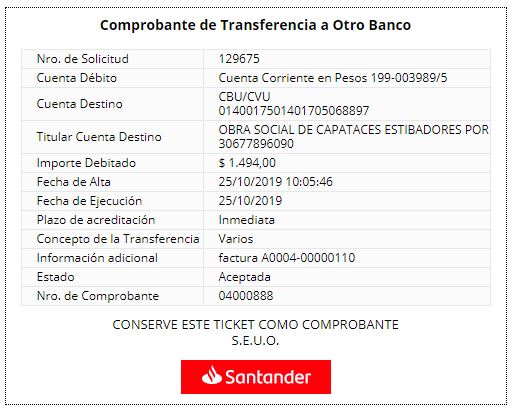 Comprobante de Transferencia a Otro Banco
Nro. de Solicitud 129675
Cuenta Débito Cuenta Corriente en Pesos 199-003989/5
Cuenta Destino CBU/CVU
0140017501401705068897
Titular Cuenta Destino OBRA SOCIAL DE CAPATACES ESTIBADORES POR
30677896090
Importe Debitado $ 1.494,00
Fecha de Alta 25/10/2019 10:05:46
Fecha de Ejecución 25/10/2019
Plazo de acreditación Inmediata
Concepto de la Transferencia Varios
Información adicional factura A0004-00000110
Estado Aceptada
Nro. de Comprobante 04000888
CONSERVE ESTE TICKET COMO COMPROBANTE
S.E.U.O.
Santander